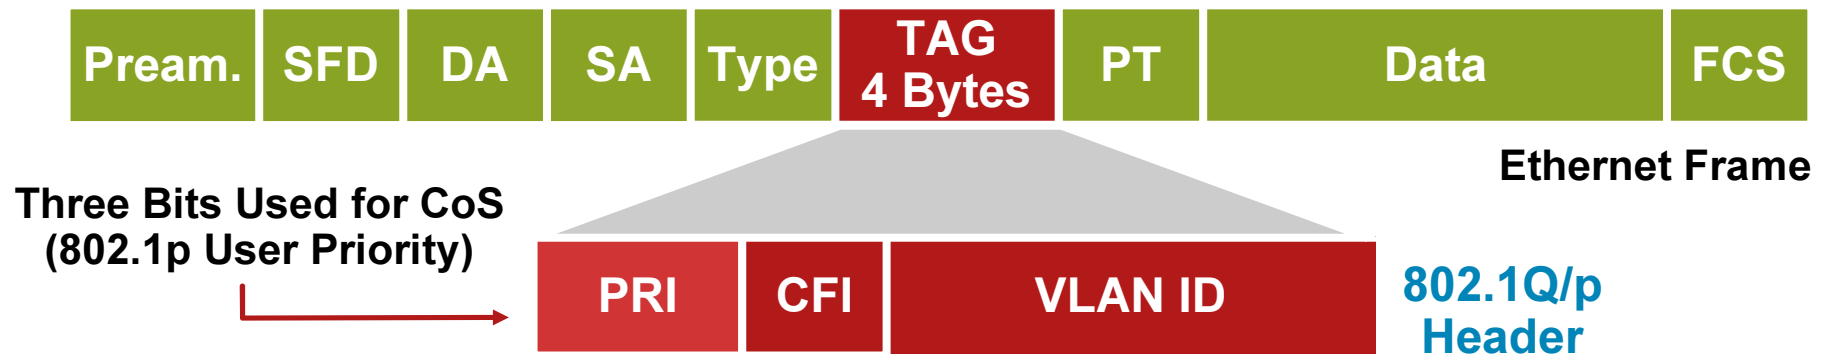 Pream. SFD DA SA Type TAG PT Data FCS
4 Bytes
Ethernet Frame
Three Bits Used for CoS
(802.1p User Priority)
PRI CFI VLAN ID
802.1Q/p
Header